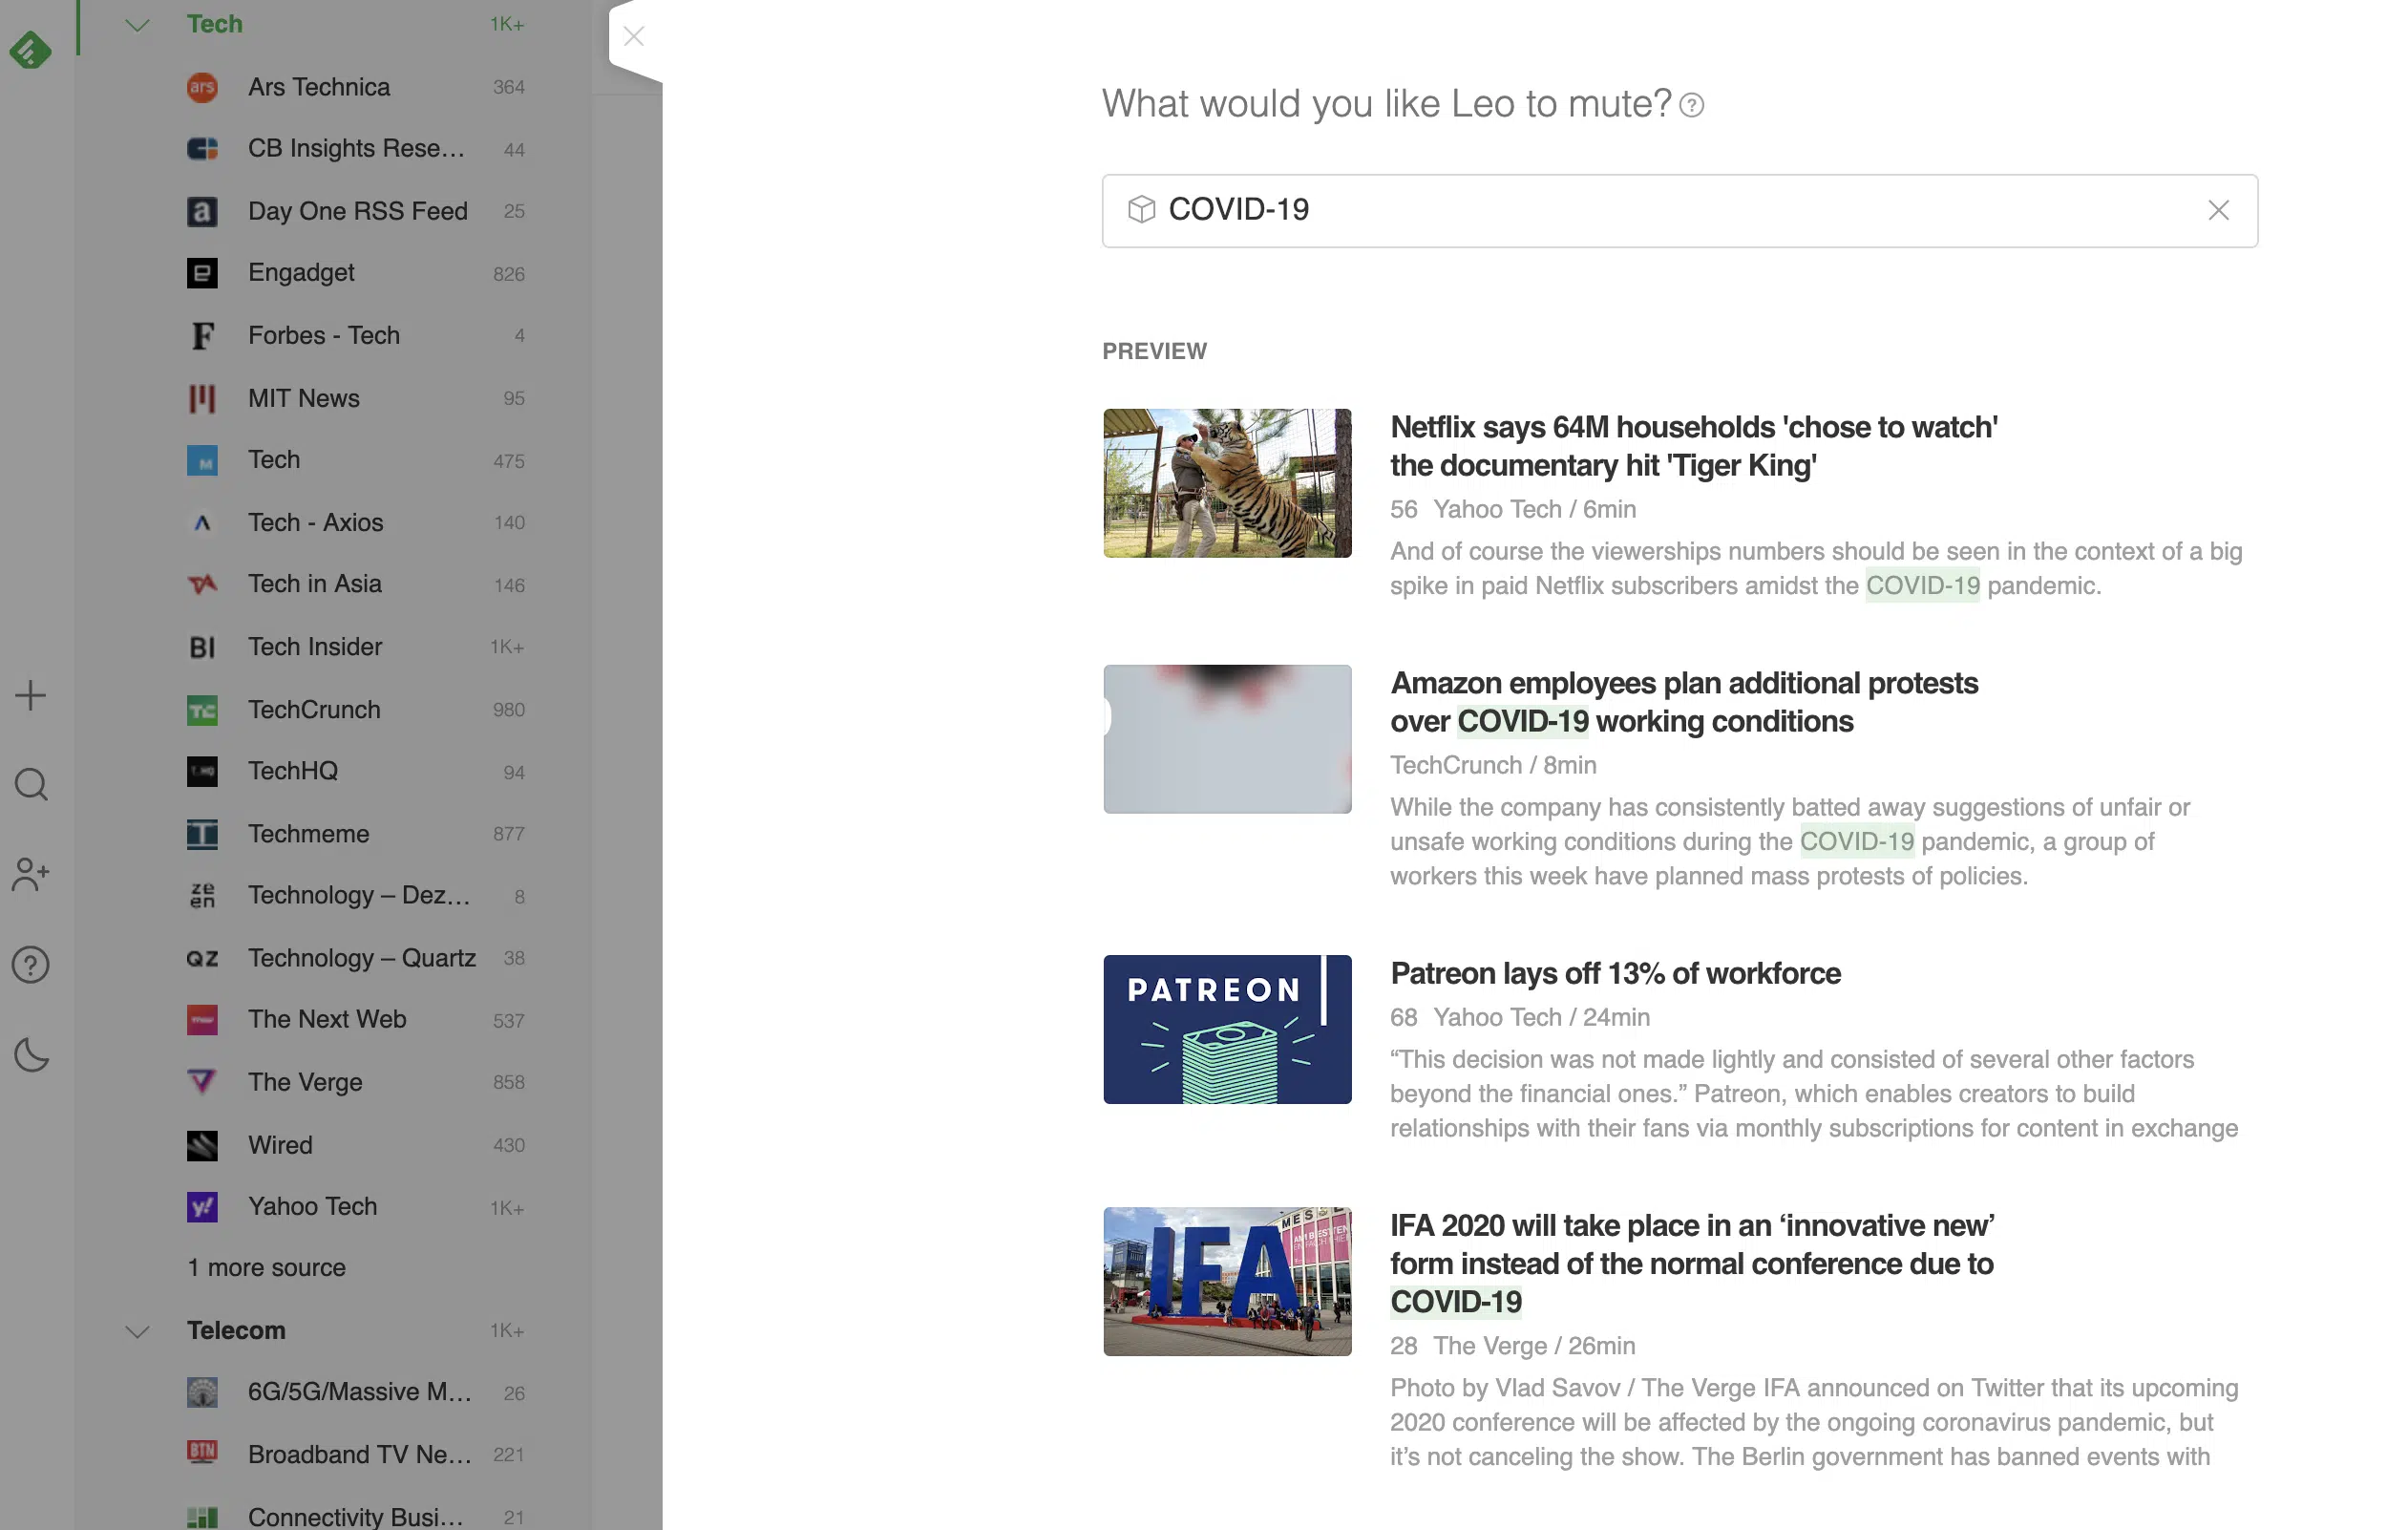 Tech 1K+
Ars Technica 364
CB Insights Rese... 44
Day One RSS Feed 25
Engadget 826
Forbes - Tech 4
MIT News 95
Tech 475
Tech - Axios 140
Tech in Asia 146
Tech Insider 1K+
TechCrunch 980
TechHQ 94
Techmeme 877
Technology – Dez... 8
Technology – Quartz 38
The Next Web 537
The Verge 858
Wired 430
Yahoo Tech 1K+
1 more source
Telecom 1K+
6G/5G/Massive M... 26
Broadband TV Ne... 221
Connectivity Busi... 21
What would you like Leo to mute?
COVID-19
PREVIEW
Netflix says 64M households 'chose to watch'
the documentary hit 'Tiger King'
56 Yahoo Tech / 6min
And of course the viewerships numbers should be seen in the context of a big
spike in paid Netflix subscribers amidst the COVID-19 pandemic.
Amazon employees plan additional protests
over COVID-19 working conditions
TechCrunch / 8min
While the company has consistently batted away suggestions of unfair or
unsafe working conditions during the COVID-19 pandemic, a group of
workers this week have planned mass protests of policies.
PATREON
Patreon lays off 13% of workforce
68 Yahoo Tech / 24min
“This decision was not made lightly and consisted of several other factors
beyond the financial ones.” Patreon, which enables creators to build
relationships with their fans via monthly subscriptions for content in exchange
IFA
MESSE
IFA 2020 will take place in an ‘innovative new’
form instead of the normal conference due to
COVID-19
28 The Verge / 26min
Photo by Vlad Savov / The Verge IFA announced on Twitter that its upcoming
2020 conference will be affected by the ongoing coronavirus pandemic, but
it’s not canceling the show. The Berlin government has banned events with